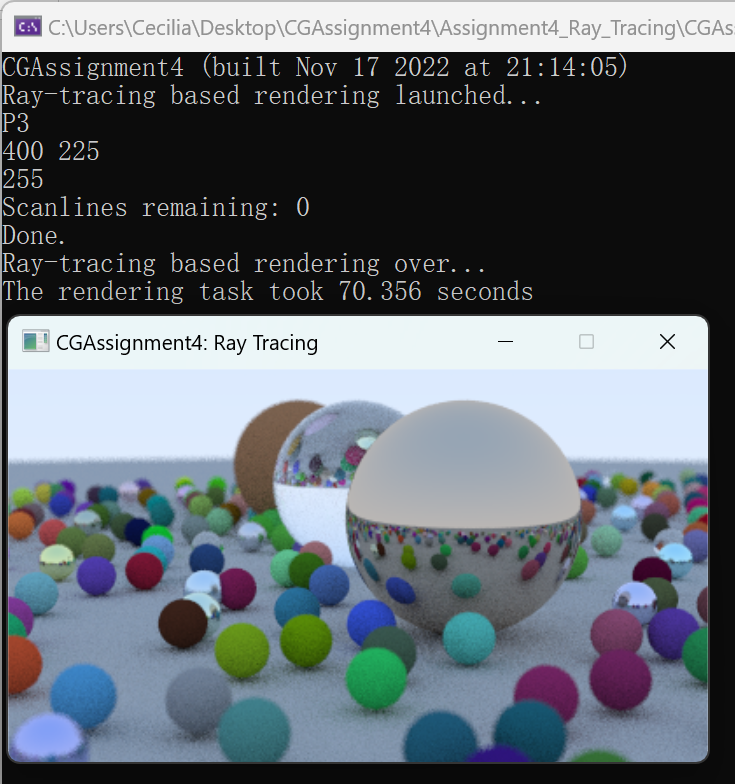 C:\Users\Cecilia\Desktop\CGAssignment4\Assignment4_Ray_Tracing\CGAs
CGAssignment4 (built Nov 17 2022 at 21:14:05)
Ray-tracing based rendering launched...
P3
400 225
255
Scanlines remaining: 0
Done.
Ray-tracing based rendering over...
The rendering task took 70.356 seconds
CGAssignment4: Ray Tracing